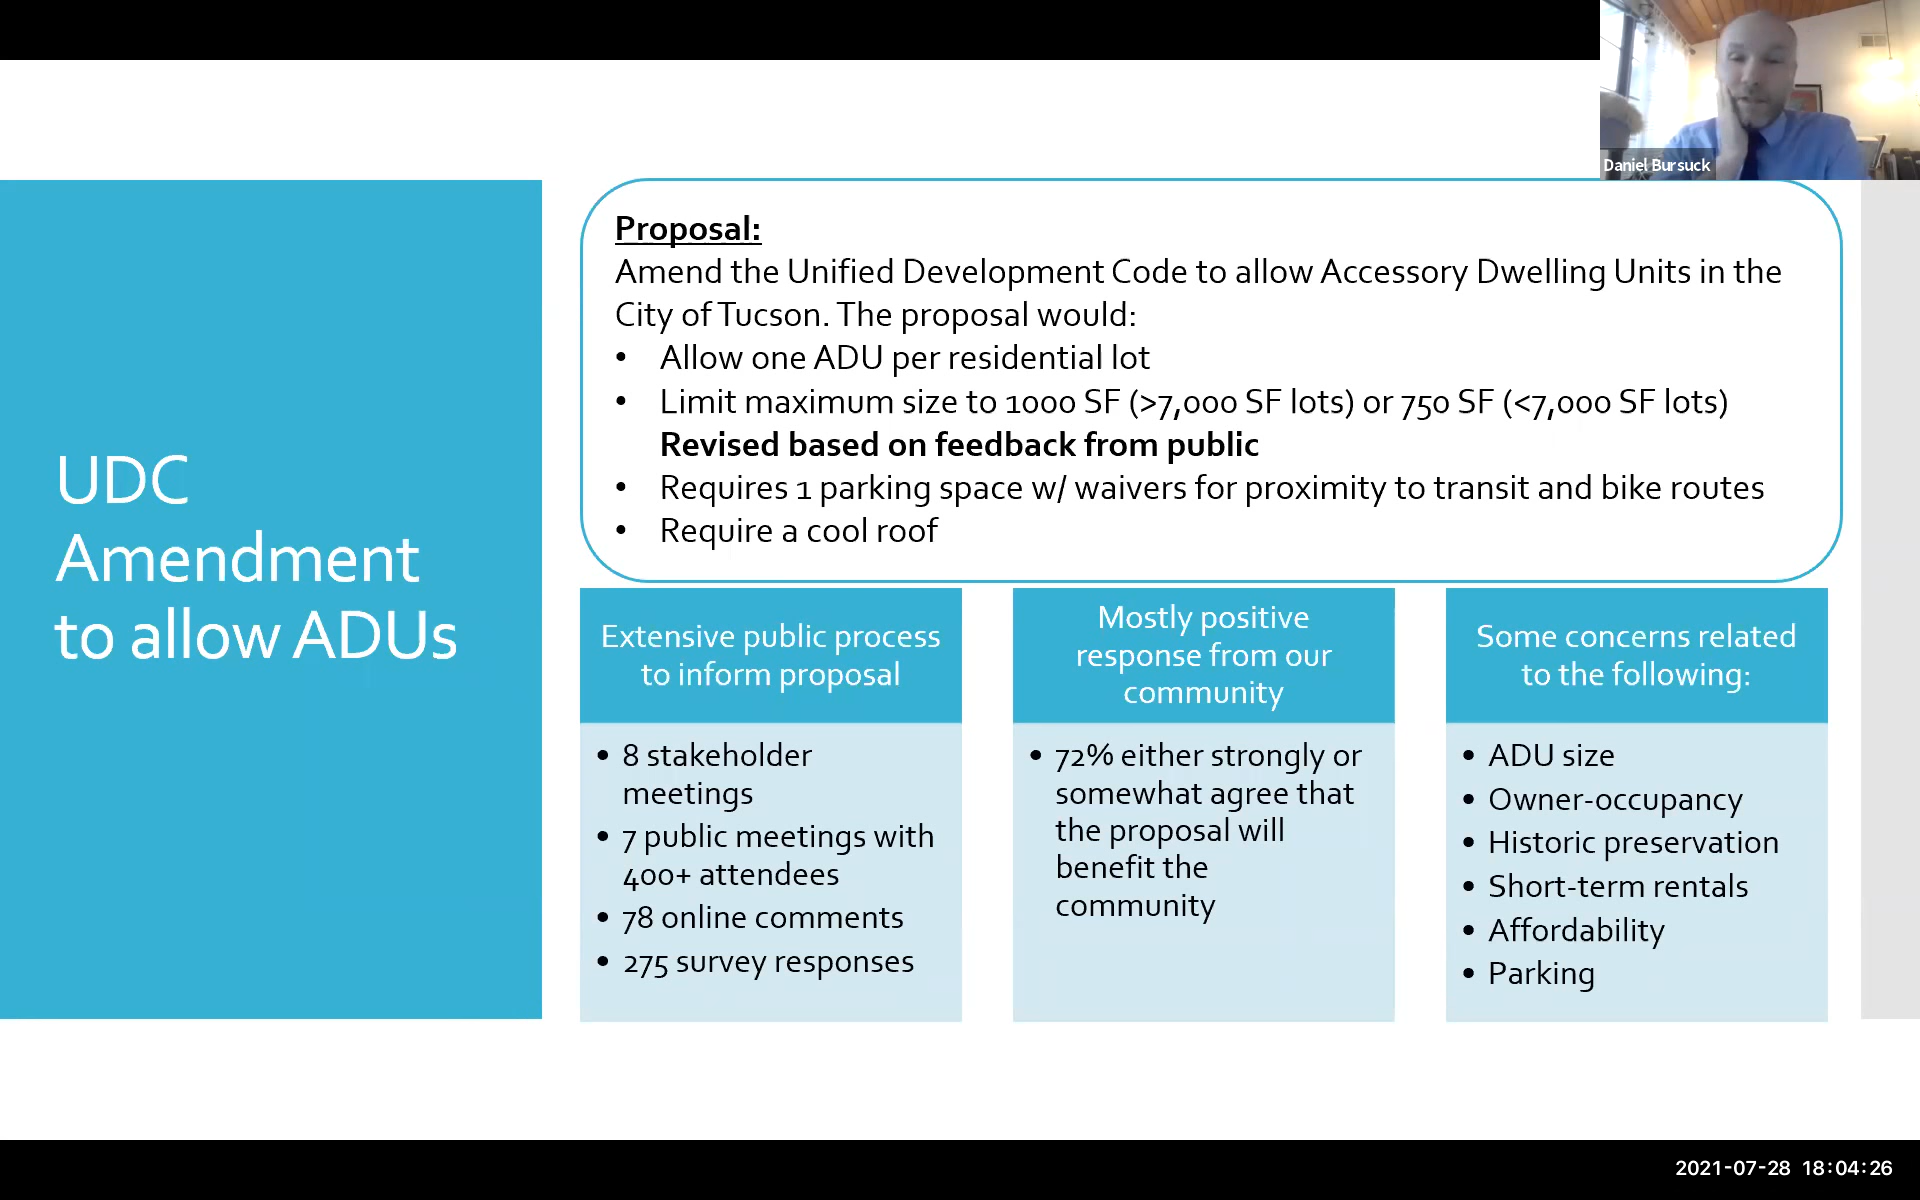 Daniel Bursuck
UDC
Amendment
to allow ADUs
Proposal:
Amend the Unified Development Code to allow Accessory Dwelling Units in the
City of Tucson. The proposal would:
• Allow one ADU per residential lot
• Limit maximum size to 1000 SF (>7,000 SF lots) or 750 SF (<7,000 SF lots)
Revised based on feedback from public
• Requires 1 parking space w/ waivers for proximity to transit and bike routes
• Require a cool roof
Extensive public process
to inform proposal
• 8 stakeholder
meetings
• 7 public meetings with
400+ attendees
• 78 online comments
• 275 survey responses
Mostly positive
response from our
community
• 72% either strongly or
somewhat agree that
the proposal will
benefit the
community
Some concerns related
to the following:
• ADU size
• Owner-occupancy
• Historic preservation
• Short-term rentals
• Affordability
• Parking
2021-07-28 18:04:26